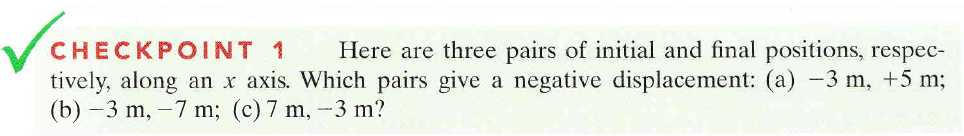 CHECKPOINT 1 Here are three pairs of initial and final positions, respec-
tively, along an x axis. Which pairs give a negative displacement: (a) −3 m, +5 m;
(b) −3 m, −7 m; (c) 7 m, −3 m?